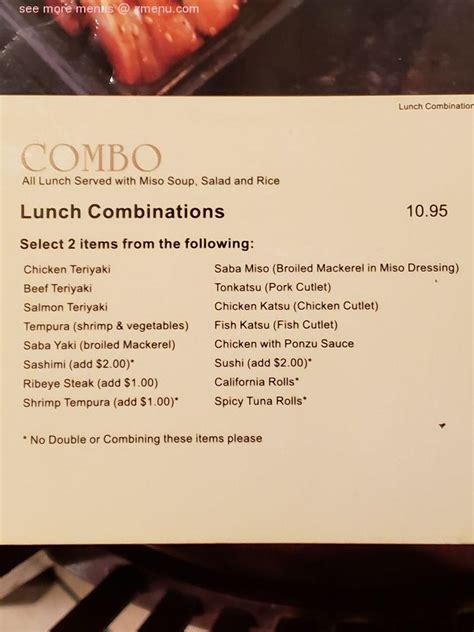 see more menus @ zmenu.com
Lunch Combination
COMBO
All Lunch Served with Miso Soup, Salad and Rice
Lunch Combinations 10.95
Select 2 items from the following:
Chicken Teriyaki
Beef Teriyaki
Salmon Teriyaki
Tempura (shrimp & vegetables)
Saba Yaki (broiled Mackerel)
Sashimi (add $2.00)*
Ribeye Steak (add $1.00)
Shrimp Tempura (add $1.00)*
Saba Miso (Broiled Mackerel in Miso Dressing)
Tonkatsu (Pork Cutlet)
Chicken Katsu (Chicken Cutlet)
Fish Katsu (Fish Cutlet)
Chicken with Ponzu Sauce
Sushi (add $2.00)*
California Rolls*
Spicy Tuna Rolls*
* No Double or Combining these items please